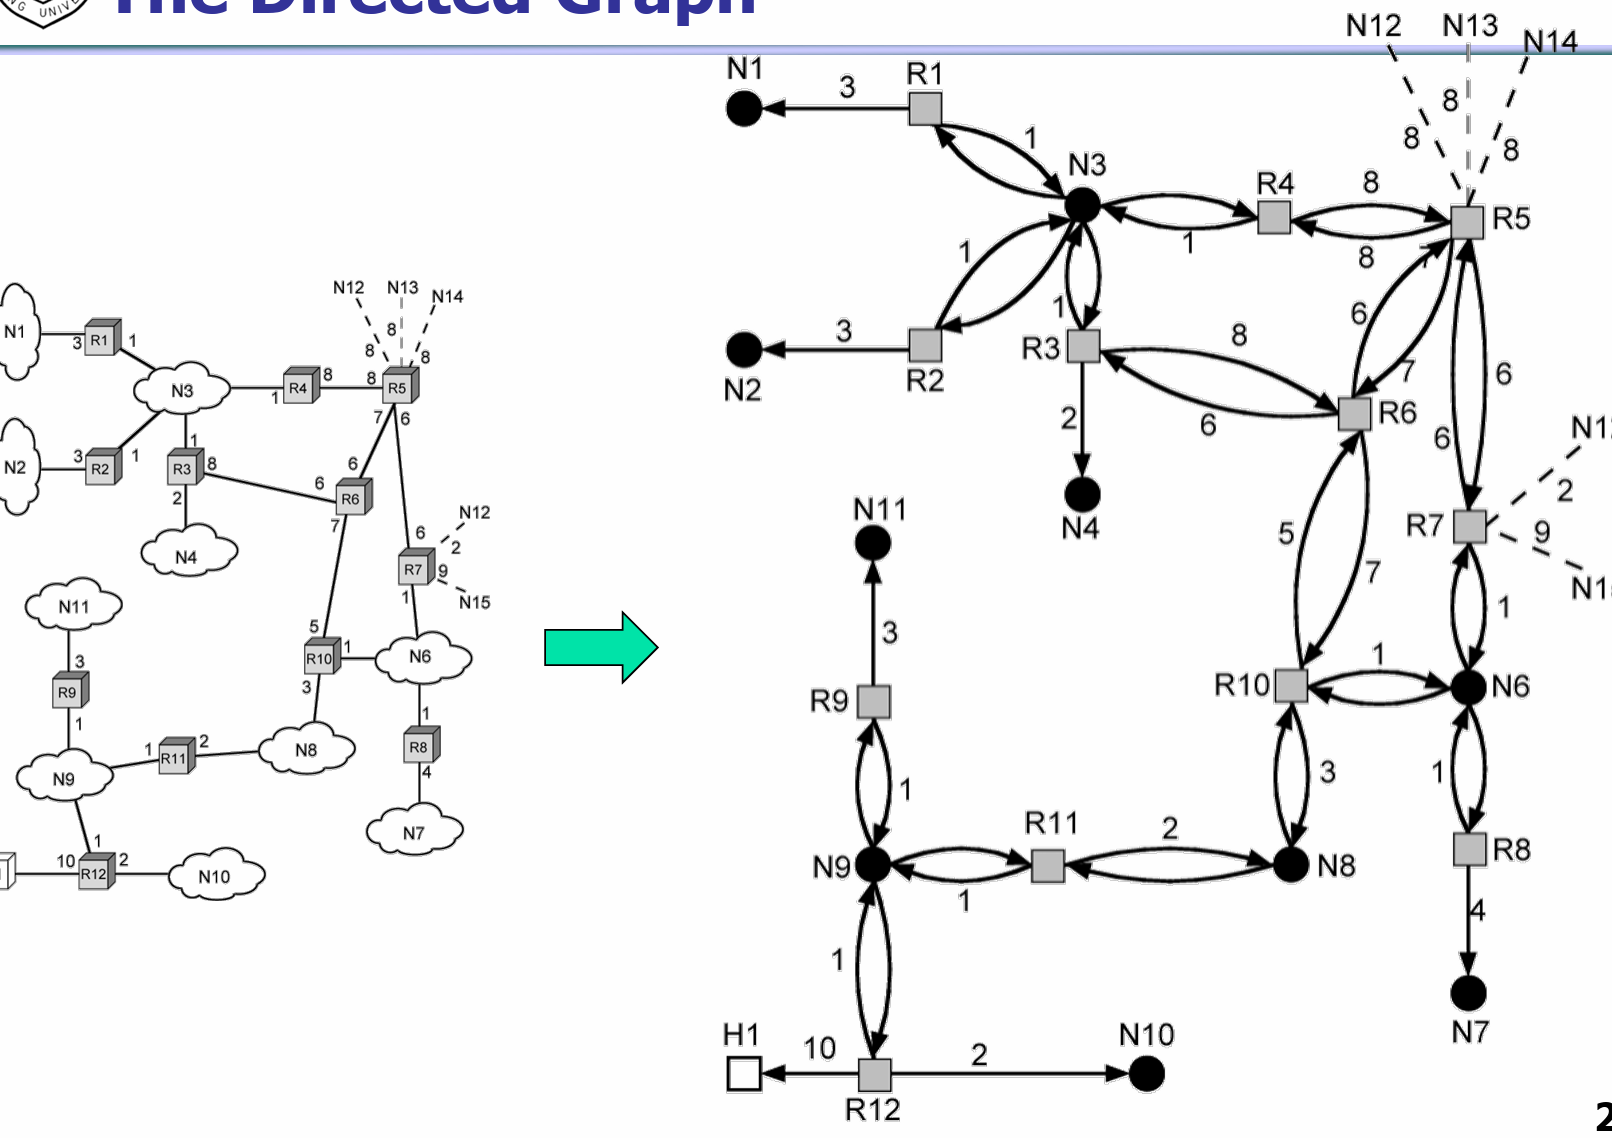 The Directed Graph
NG UNIVE
N12 N13 N14
N1 3 R1 1
8 8 8
N3
R4 8 R5
1 8 7
1
N2 3 R2
1
R3 8 6
6 7 6
R6
2
6
N4
N11
5 7
R7 2
9
3
1
R9
R10 1 N6
1
3
1
R11 2
N9 N8
1
R8
4
1
N7
H1 10 2 N10
R12
N12 N13 N14
8 8 8
N1 3 R1 1
N3 1 R4 8 8 R5
7 6
N2 3 R2 1
1 R3 8
2
6 6 R6
7
N4
6 N12
2
R7 9
1 N15
N11
3
R9
1
5
R10 1 N6
3
1
R8
4
N9 1 R11 2 N8
N7
1
10 R12 2 N10